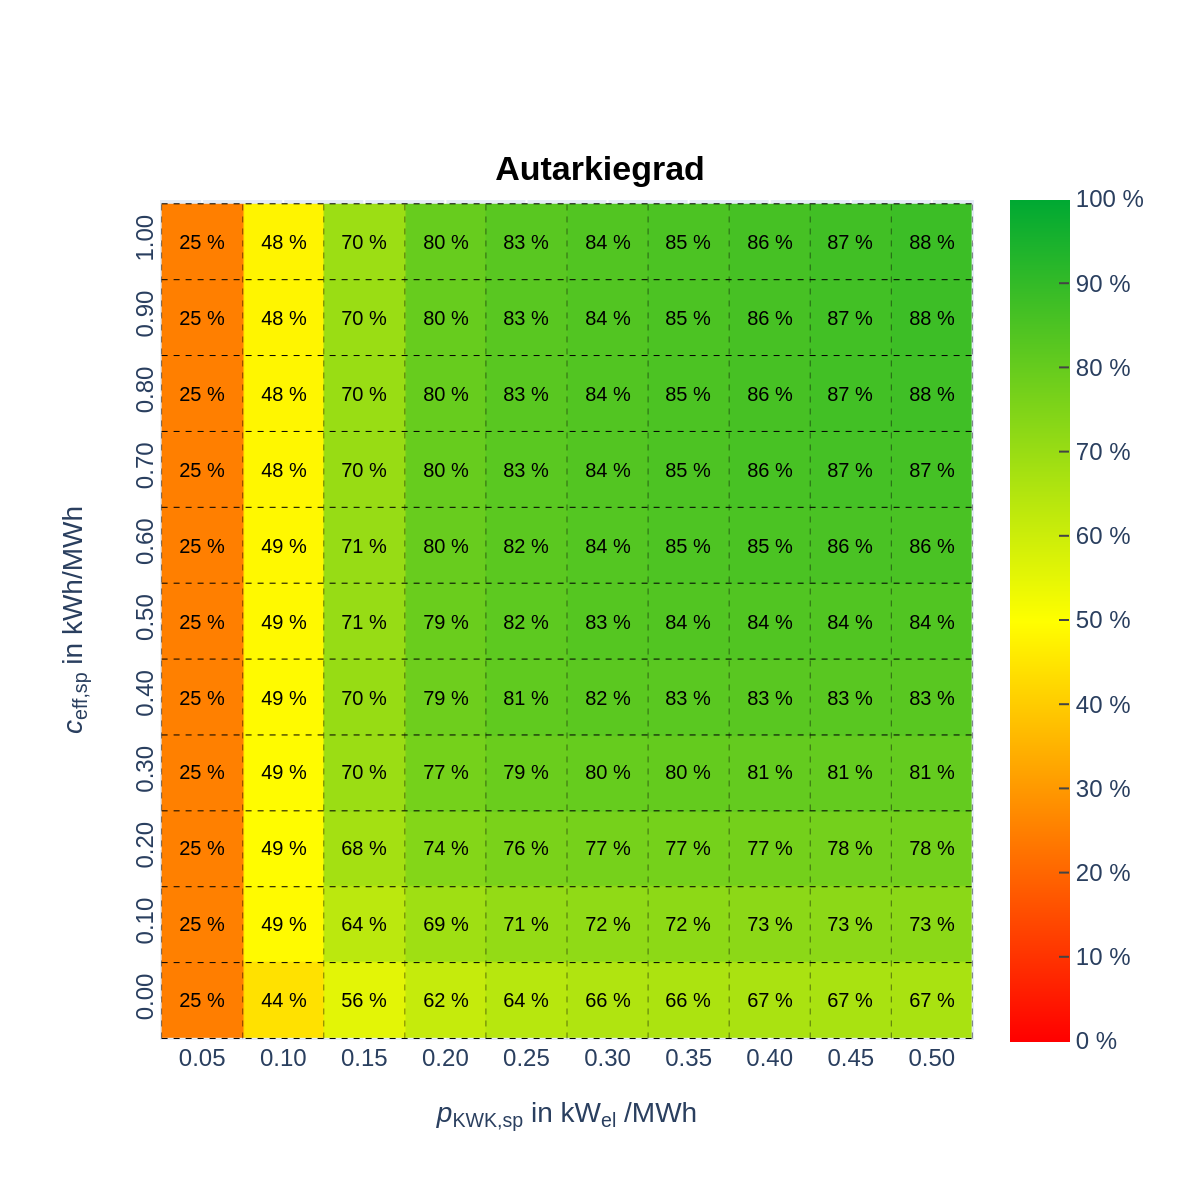 Autarkiegrad
1.00 25 % 48 % 70 % 80 % 83 % 84 % 85 % 86 % 87 % 88 %
0.90 25 % 48 % 70 % 80 % 83 % 84 % 85 % 86 % 87 % 88 %
0.80 25 % 48 % 70 % 80 % 83 % 84 % 85 % 86 % 87 % 88 %
0.70 25 % 48 % 70 % 80 % 83 % 84 % 85 % 86 % 87 % 87 %
0.60 25 % 49 % 71 % 80 % 82 % 84 % 85 % 85 % 86 % 86 %
0.50 25 % 49 % 71 % 79 % 82 % 83 % 84 % 84 % 84 % 84 %
0.40 25 % 49 % 70 % 79 % 81 % 82 % 83 % 83 % 83 % 83 %
0.30 25 % 49 % 70 % 77 % 79 % 80 % 80 % 81 % 81 % 81 %
0.20 25 % 49 % 68 % 74 % 76 % 77 % 77 % 77 % 78 % 78 %
0.10 25 % 49 % 64 % 69 % 71 % 72 % 72 % 73 % 73 % 73 %
0.00 25 % 44 % 56 % 62 % 64 % 66 % 66 % 67 % 67 % 67 %
0.05 0.10 0.15 0.20 0.25 0.30 0.35 0.40 0.45 0.50
pKWK,sp in kWel /MWh
ceff,sp in kWh/MWh
100 %
90 %
80 %
70 %
60 %
50 %
40 %
30 %
20 %
10 %
0 %